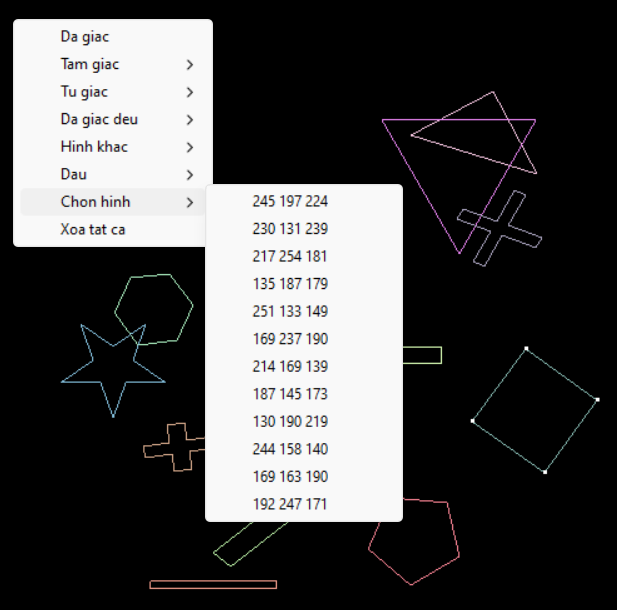 Da giac
Tam giac
Tu giac
Da giac deu
Hinh khac
Dau
Chon hinh
Xoa tat ca
245 197 224
230 131 239
217 254 181
135 187 179
251 133 149
169 237 190
214 169 139
187 145 173
130 190 219
244 158 140
169 163 190
192 247 171